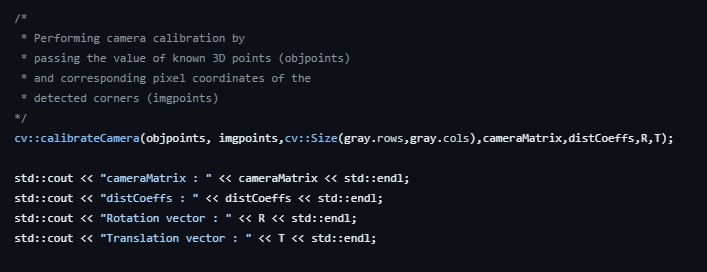 /*
 * Performing camera calibration by
 * passing the value of known 3D points (objpoints)
 * and corresponding pixel coordinates of the
 * detected corners (imgpoints)
*/
cv::calibrateCamera(objpoints, imgpoints,cv::Size(gray.rows,gray.cols),cameraMatrix,distCoeffs,R,T);
std::cout << "cameraMatrix : " << cameraMatrix << std::endl;
std::cout << "distCoeffs : " << distCoeffs << std::endl;
std::cout << "Rotation vector : " << R << std::endl;
std::cout << "Translation vector : " << T << std::endl;